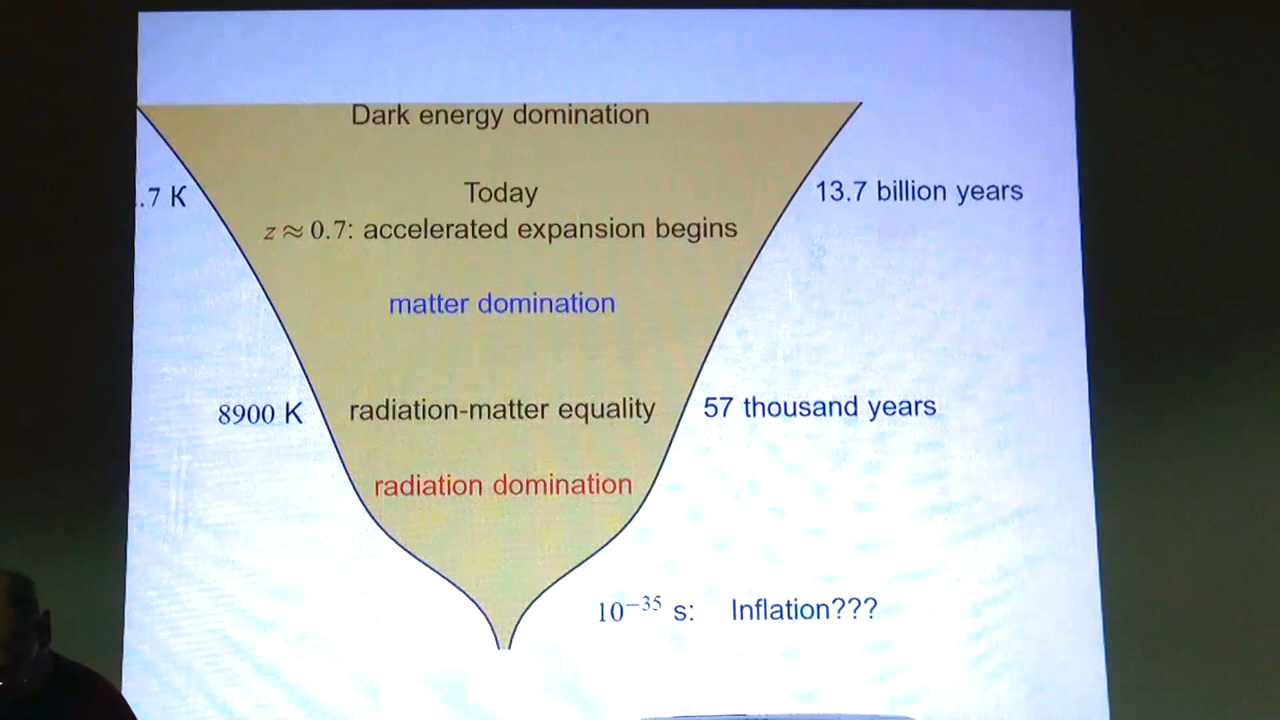 Dark energy domination
.7 K Today 13.7 billion years
z ≈ 0.7: accelerated expansion begins
matter domination
8900 K radiation-matter equality 57 thousand years
radiation domination
10⁻³⁵ s: Inflation???